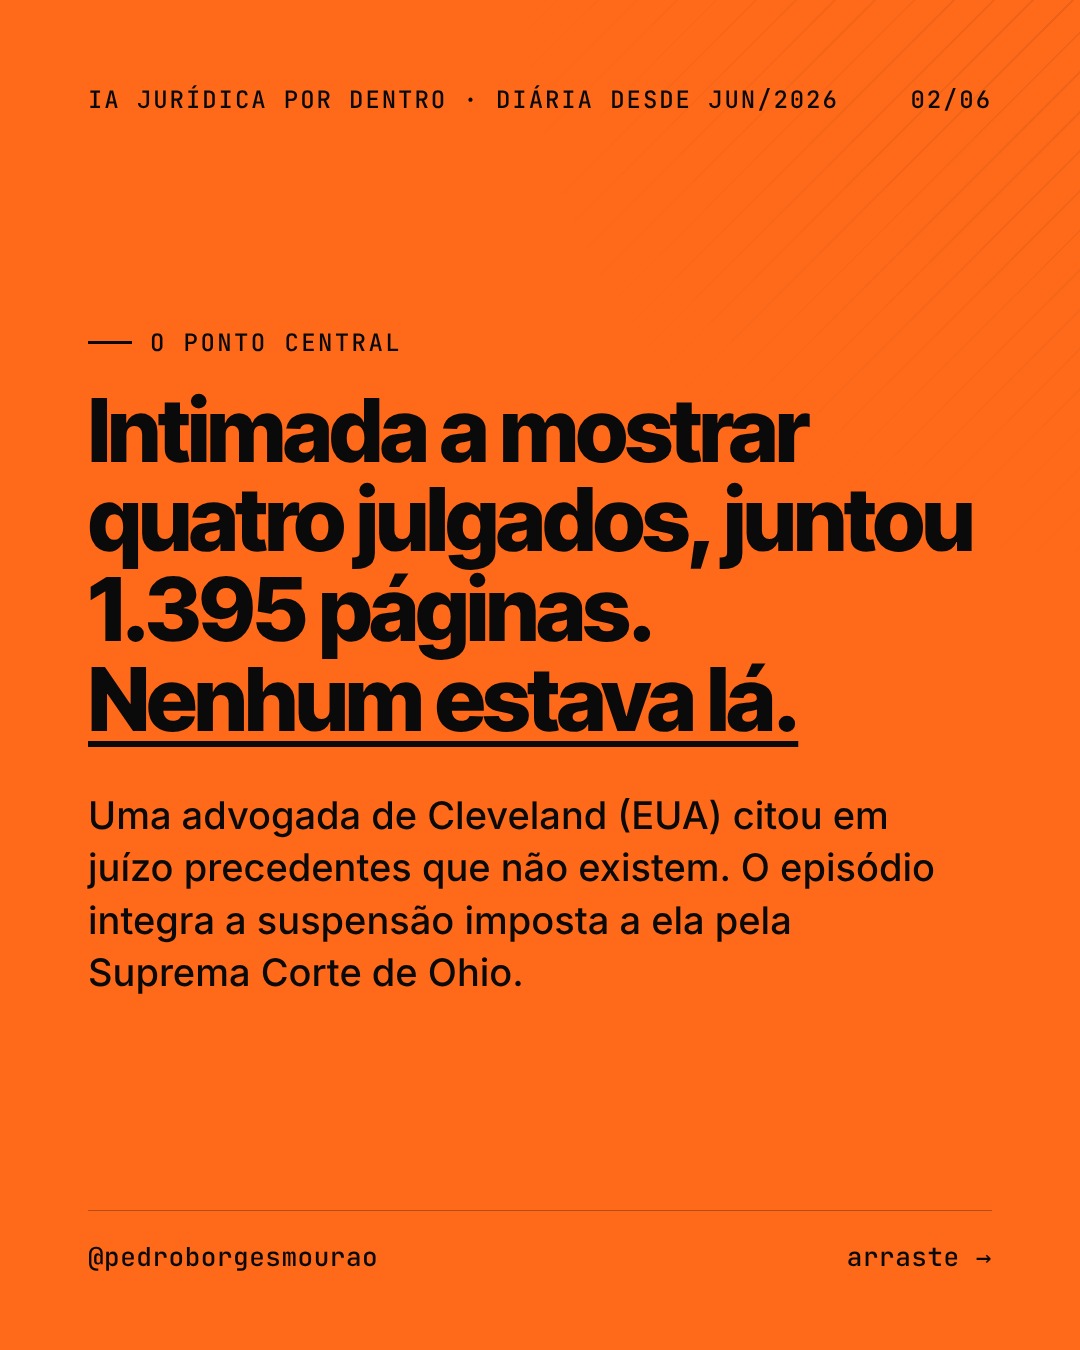 IA JURÍDICA POR DENTRO · DIÁRIA DESDE JUN/2026 02/06
O PONTO CENTRAL
Intimada a mostrar
quatro julgados, juntou
1.395 páginas.
Nenhum estava lá.
Uma advogada de Cleveland (EUA) citou em
juízo precedentes que não existem. O episódio
integra a suspensão imposta a ela pela
Suprema Corte de Ohio.
@pedroborgesmourao arraste →